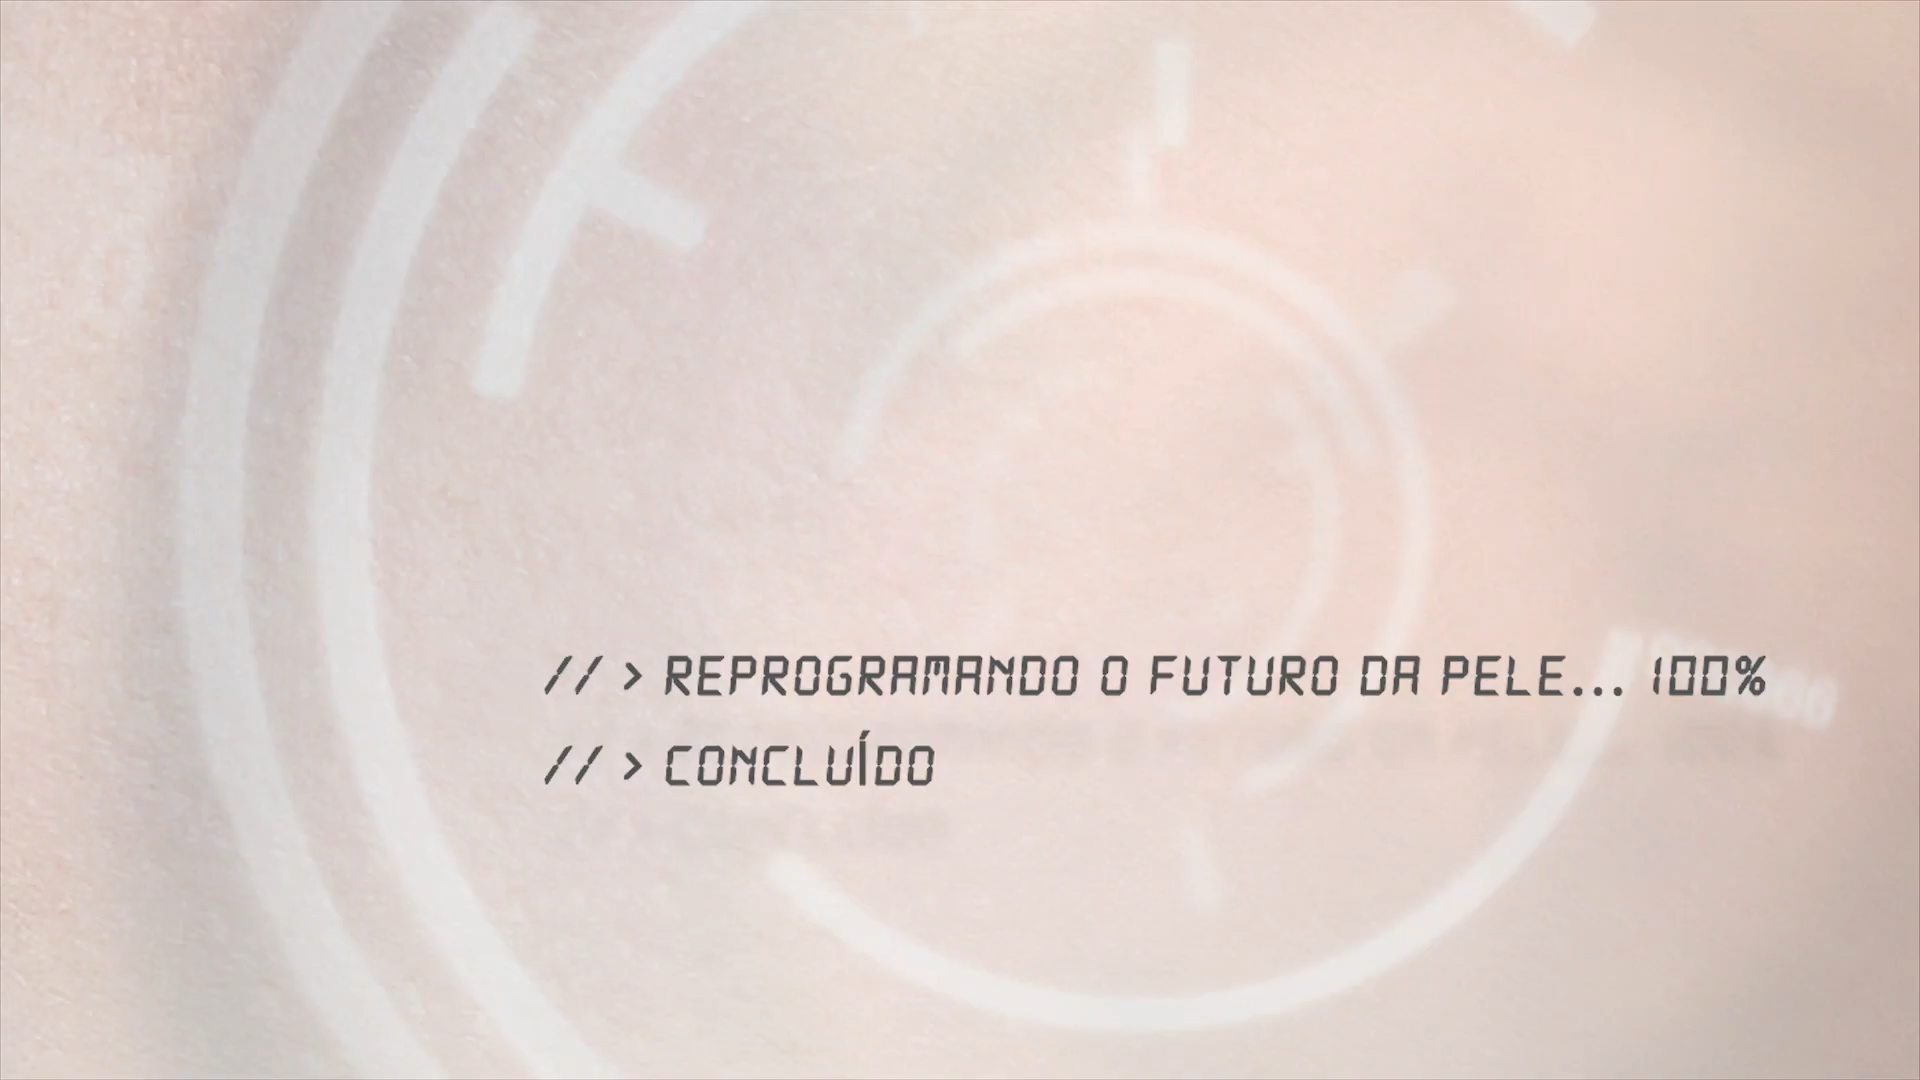 // > REPROGRAMANDO O FUTURO DA PELE... 100%
// > CONCLUÍDO